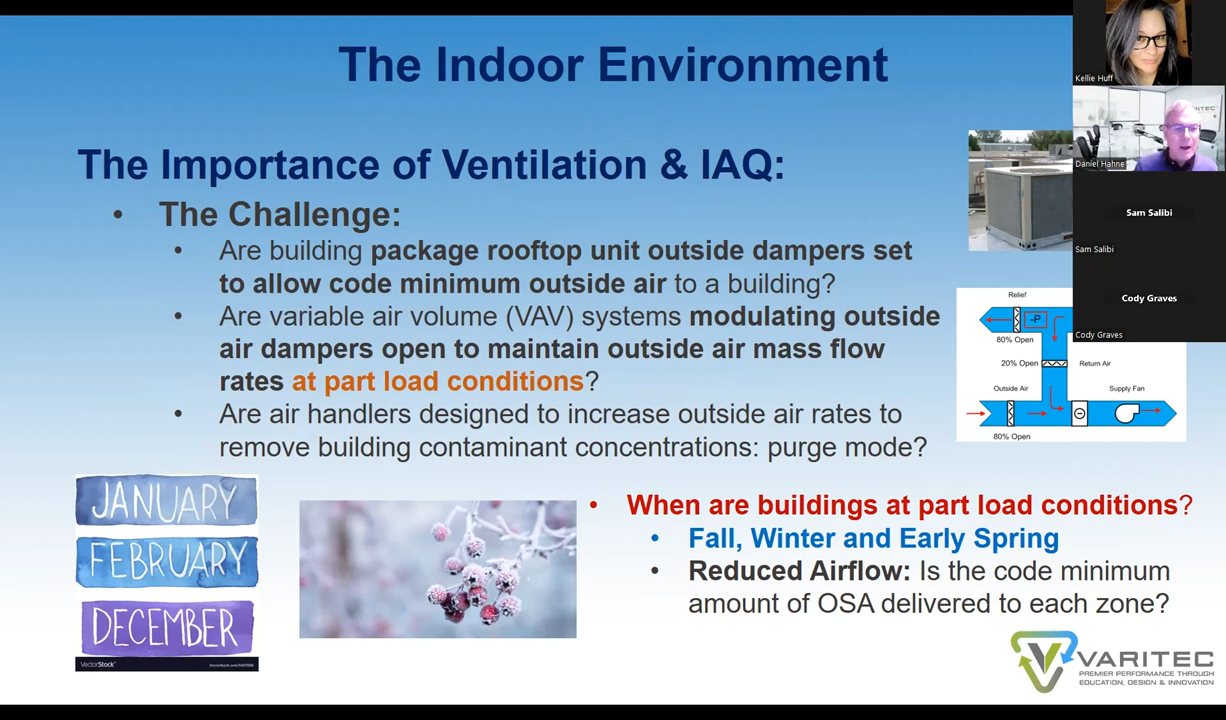 The Indoor Environment
The Importance of Ventilation & IAQ:
• The Challenge:
• Are building package rooftop unit outside dampers set
to allow code minimum outside air to a building?
• Are variable air volume (VAV) systems modulating outside
air dampers open to maintain outside air mass flow
rates at part load conditions?
• Are air handlers designed to increase outside air rates to
remove building contaminant concentrations: purge mode?
Kellie Huff
VARITEC
Daniel Hahne
Sam Salibi
Sam Salibi
Cody Graves
Cody Graves
Relief
-P
80% Open
20% Open
Return Air
Outside Air
Supply Fan
80% Open
JANUARY
FEBRUARY
DECEMBER
VectorStock®
• When are buildings at part load conditions?
• Fall, Winter and Early Spring
• Reduced Airflow: Is the code minimum
amount of OSA delivered to each zone?
VARITEC
PREMIER PERFORMANCE THROUGH
EDUCATION, DESIGN & INNOVATION